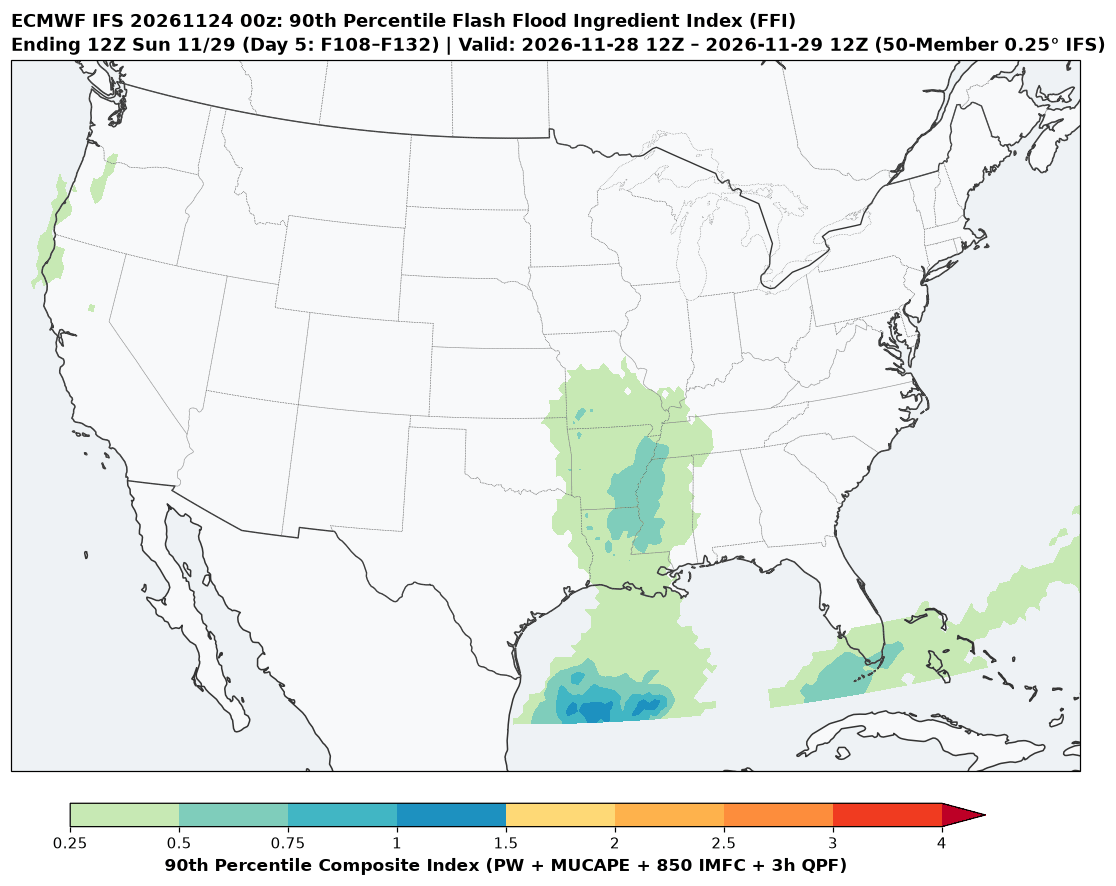 ECMWF IFS 20261124 00z: 90th Percentile Flash Flood Ingredient Index (FFI)
Ending 12Z Sun 11/29 (Day 5: F108–F132) | Valid: 2026-11-28 12Z – 2026-11-29 12Z (50-Member 0.25° IFS)
0.25 0.5 0.75 1 1.5 2 2.5 3 4
90th Percentile Composite Index (PW + MUCAPE + 850 IMFC + 3h QPF)